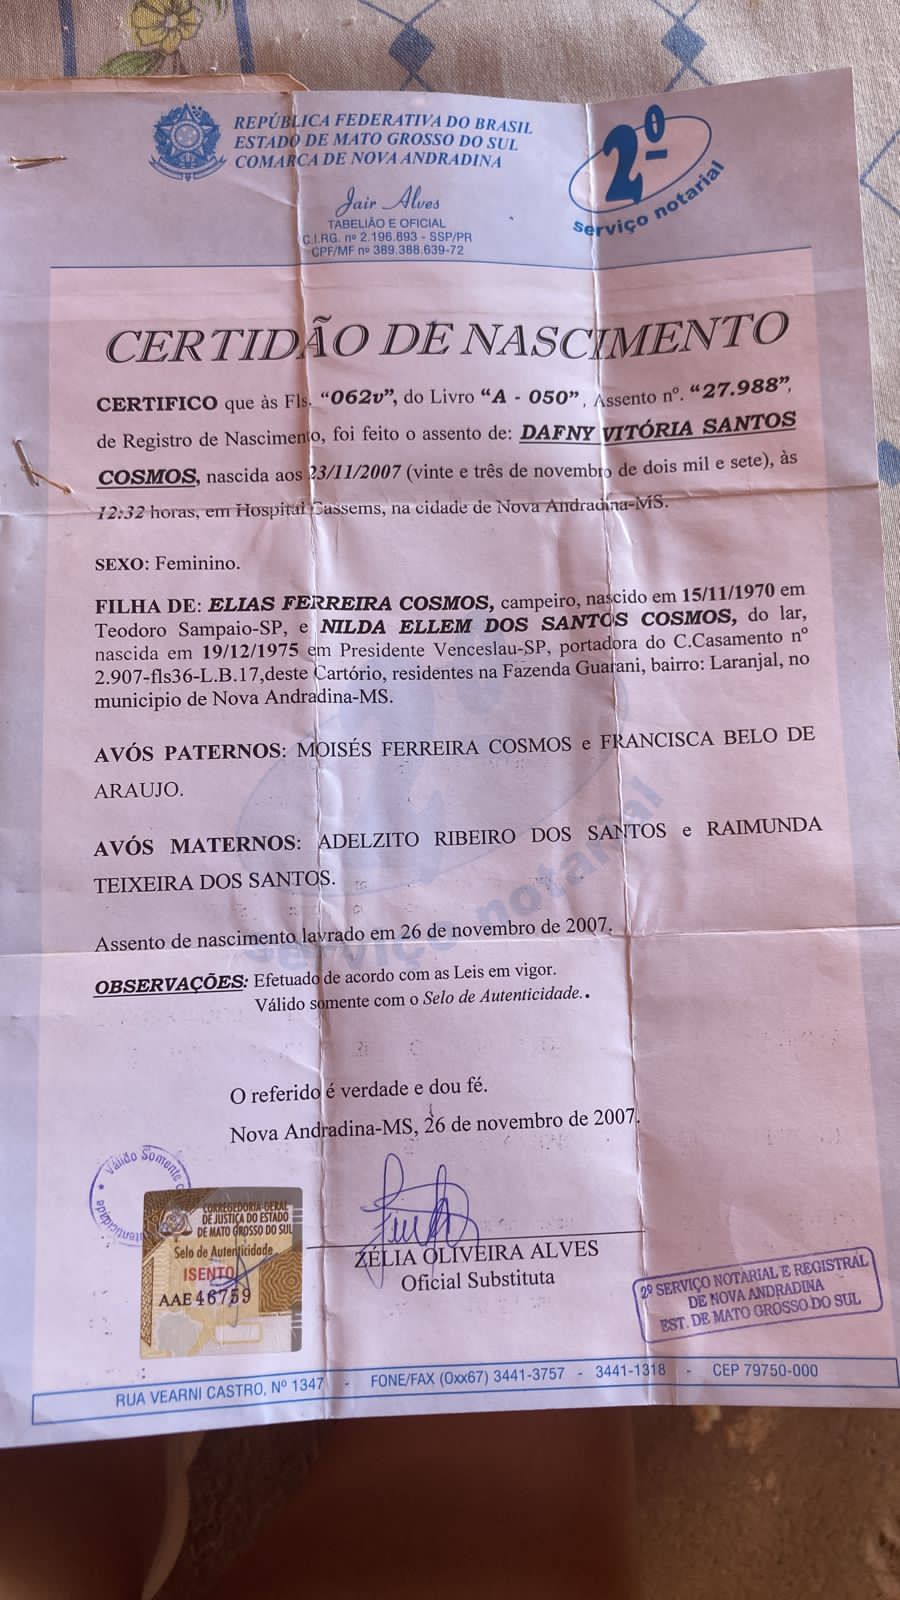 REPÚBLICA FEDERATIVA DO BRASIL
ESTADO DE MATO GROSSO DO SUL
COMARCA DE NOVA ANDRADINA
2º
serviço notarial
Jair Alves
TABELIÃO E OFICIAL
C.I.RG. nº 2.196.893 - SSP/PR
CPF/MF nº 389.388.639-72
CERTIDÃO DE NASCIMENTO
CERTIFICO que às Fls. “062v”, do Livro “A - 050”, Assento nº. “27.988”,
de Registro de Nascimento, foi feito o assento de: DAFNY VITÓRIA SANTOS
COSMOS, nascida aos 23/11/2007 (vinte e três de novembro de dois mil e sete), às
12:32 horas, em Hospital Cassems, na cidade de Nova Andradina-MS.
SEXO: Feminino.
FILHA DE: ELIAS FERREIRA COSMOS, campeiro, nascido em 15/11/1970 em
Teodoro Sampaio-SP, e NILDA ELLEM DOS SANTOS COSMOS, do lar,
nascida em 19/12/1975 em Presidente Venceslau-SP, portadora do C.Casamento nº
2.907-fls36-L.B.17,deste Cartório, residentes na Fazenda Guarani, bairro: Laranjal, no
municipio de Nova Andradina-MS.
AVÓS PATERNOS: MOISÉS FERREIRA COSMOS e FRANCISCA BELO DE
ARAUJO.
AVÓS MATERNOS: ADELZITO RIBEIRO DOS SANTOS e RAIMUNDA
TEIXEIRA DOS SANTOS.
serviço notarial
Assento de nascimento lavrado em 26 de novembro de 2007.
OBSERVAÇÕES: Efetuado de acordo com as Leis em vigor.
Válido somente com o Selo de Autenticidade..
O referido é verdade e dou fé.
Nova Andradina-MS, 26 de novembro de 2007.
Válido Somente
CORREGEDORIA-GERAL
DE JUSTIÇA DO ESTADO
DE MATO GROSSO DO SUL
Selo de Autenticidade
ISENTO
AAE46759
ZÉLIA OLIVEIRA ALVES
Oficial Substituta
2º SERVIÇO NOTARIAL E REGISTRAL
DE NOVA ANDRADINA
EST. DE MATO GROSSO DO SUL
RUA VEARNI CASTRO, Nº 1347 - FONE/FAX (0xx67) 3441-3757 - 3441-1318 - CEP 79750-000